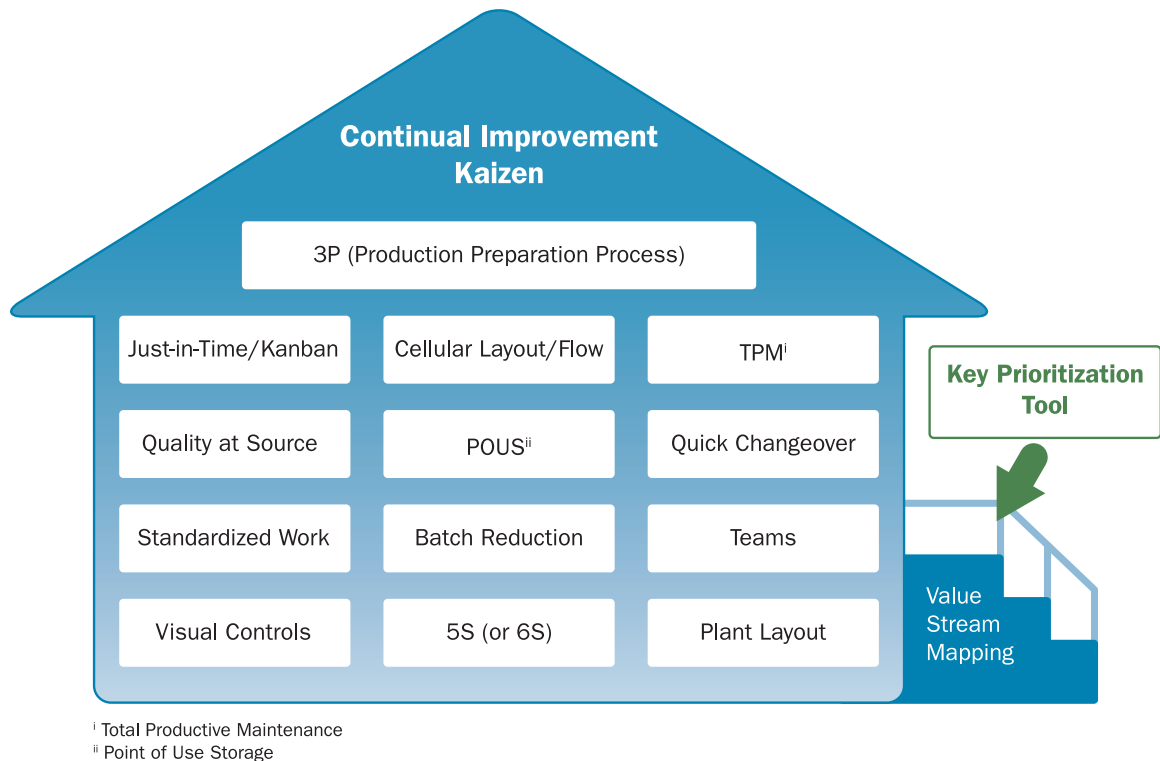 Continual Improvement
Kaizen
3P (Production Preparation Process)
Just-in-Time/Kanban
Cellular Layout/Flow
TPMⁱ
Key Prioritization
Tool
Quality at Source
POUSⁱⁱ
Quick Changeover
Standardized Work
Batch Reduction
Teams
Value
Stream
Mapping
Visual Controls
5S (or 6S)
Plant Layout
ⁱ Total Productive Maintenance
ⁱⁱ Point of Use Storage